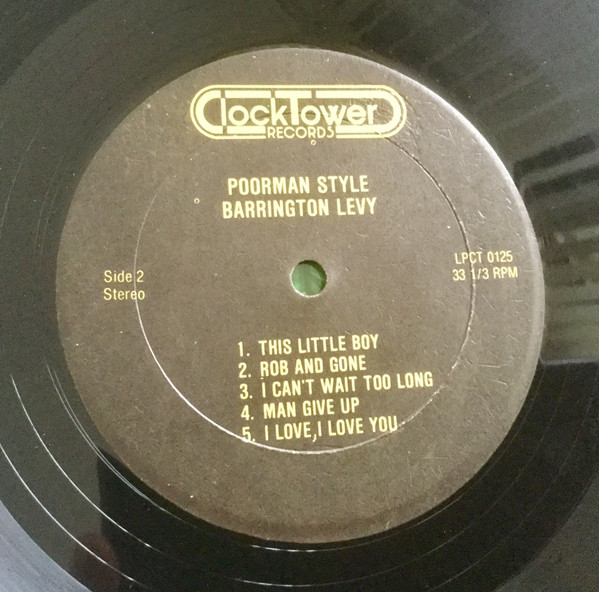 ClockTower
RECORDS
POORMAN STYLE
BARRINGTON LEVY
Side 2
Stereo
LPCT 0125
33 1/3 RPM
1. THIS LITTLE BOY
2. ROB AND GONE
3. I CAN'T WAIT TOO LONG
4. MAN GIVE UP
5. I LOVE,I LOVE YOU